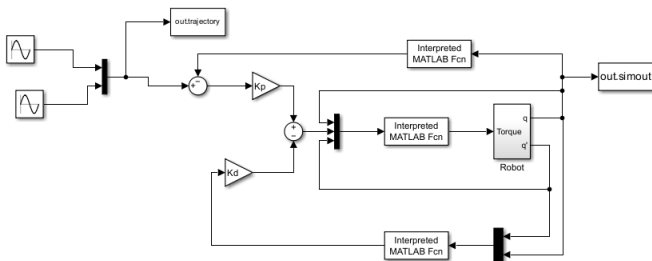 out.trajectory
Interpreted
MATLAB Fcn
out.simout
+
−
Kp
+
−
Interpreted
MATLAB Fcn
Torque
q
q'
Robot
Kd
Interpreted
MATLAB Fcn